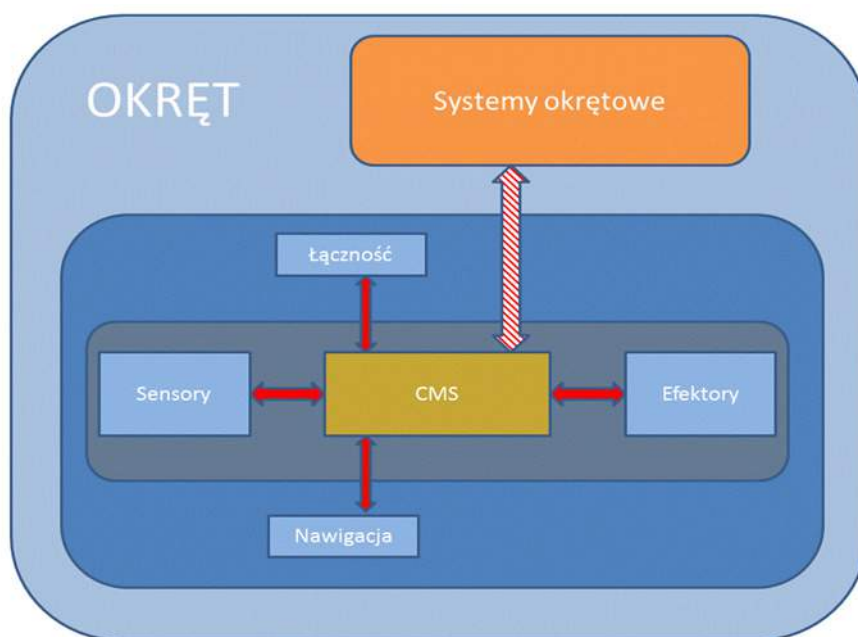 OKRĘT
Systemy okrętowe
Łączność
Sensory
CMS
Efektory
Nawigacja